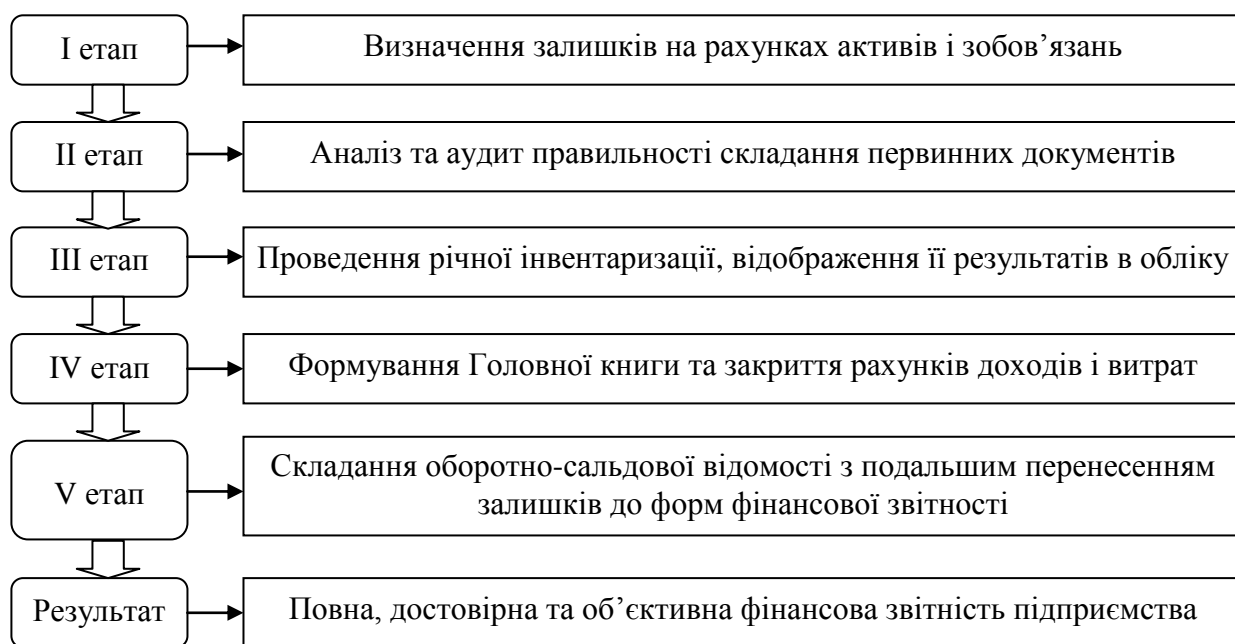 І етап
Визначення залишків на рахунках активів і зобов’язань
ІІ етап
Аналіз та аудит правильності складання первинних документів
ІІІ етап
Проведення річної інвентаризації, відображення її результатів в обліку
IV етап
Формування Головної книги та закриття рахунків доходів і витрат
V етап
Складання оборотно-сальдової відомості з подальшим перенесенням
залишків до форм фінансової звітності
Результат
Повна, достовірна та об’єктивна фінансова звітність підприємства